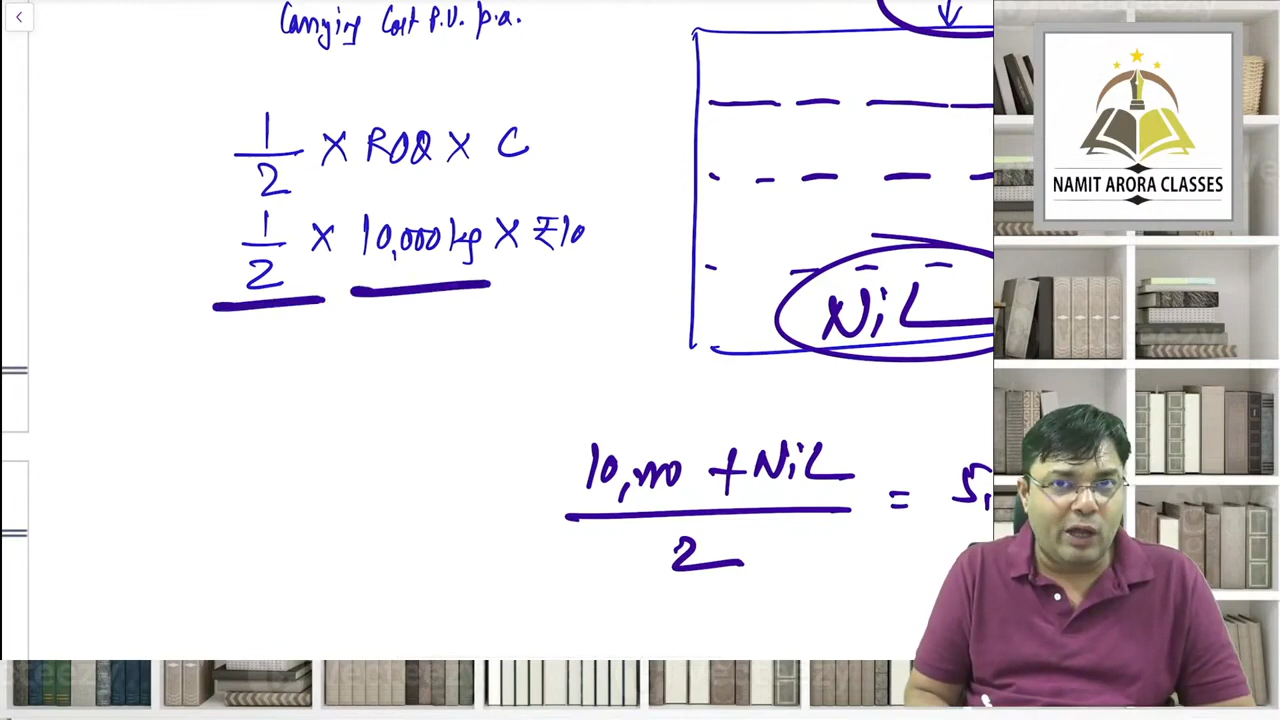 Carrying Cost P.U. p.a.
1/2 × ROQ × C
1/2 × 10,000 kg × ₹10
NiL
10,000 + NiL
2
= 5,
NAMIT ARORA CLASSES